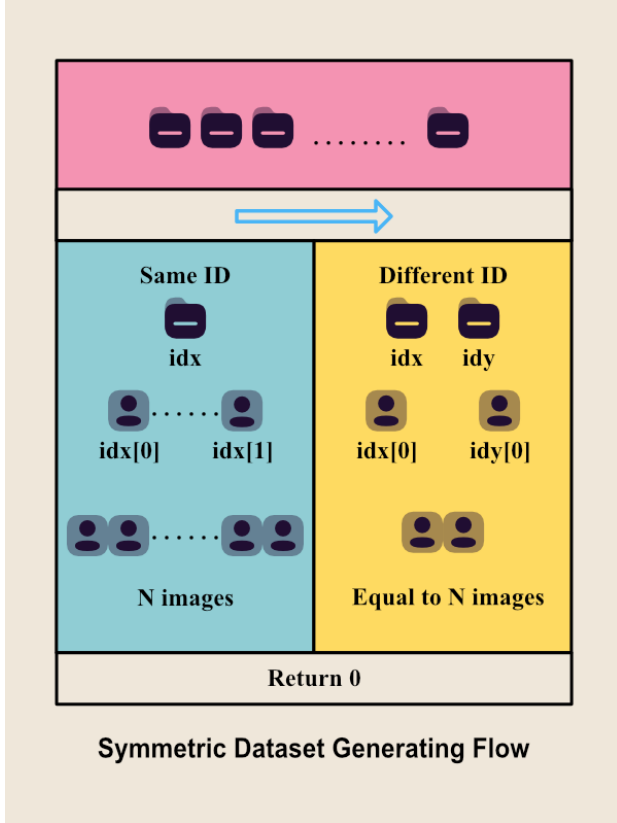 Same ID
Different ID
idx
idx idy
idx[0] idx[1]
idx[0] idy[0]
N images
Equal to N images
Return 0
Symmetric Dataset Generating Flow